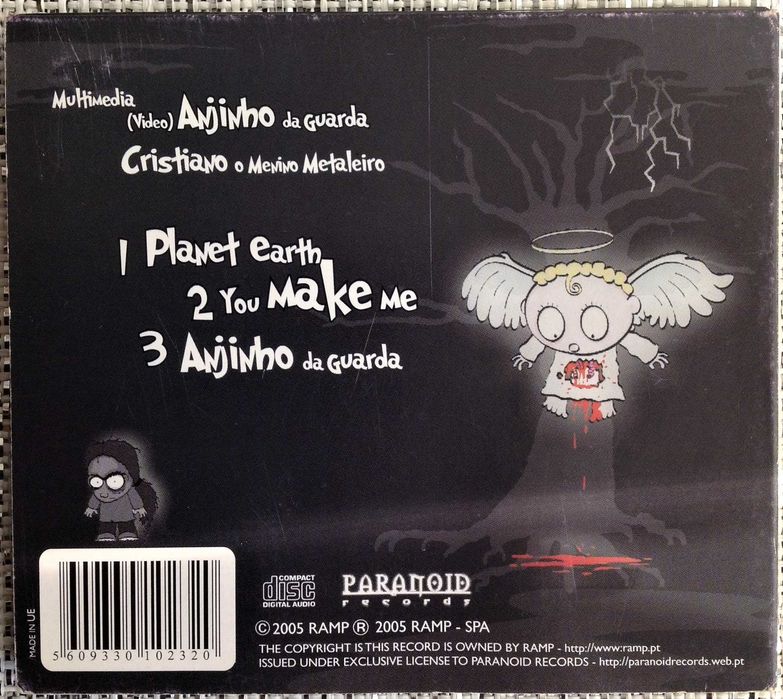 Multimedia
(Video) Anjinho da Guarda
Cristiano o Menino Metaleiro
1 Planet earth
2 You Make Me
3 Anjinho da Guarda
MADE IN UE
5 609330 102320
COMPACT
disc
DIGITAL AUDIO
PARANOID
records
© 2005 RAMP ® 2005 RAMP - SPA
THE COPYRIGHT IS THIS RECORD IS OWNED BY RAMP - http://www.ramp.pt
ISSUED UNDER EXCLUSIVE LICENSE TO PARANOID RECORDS - http://paranoidrecords.web.pt